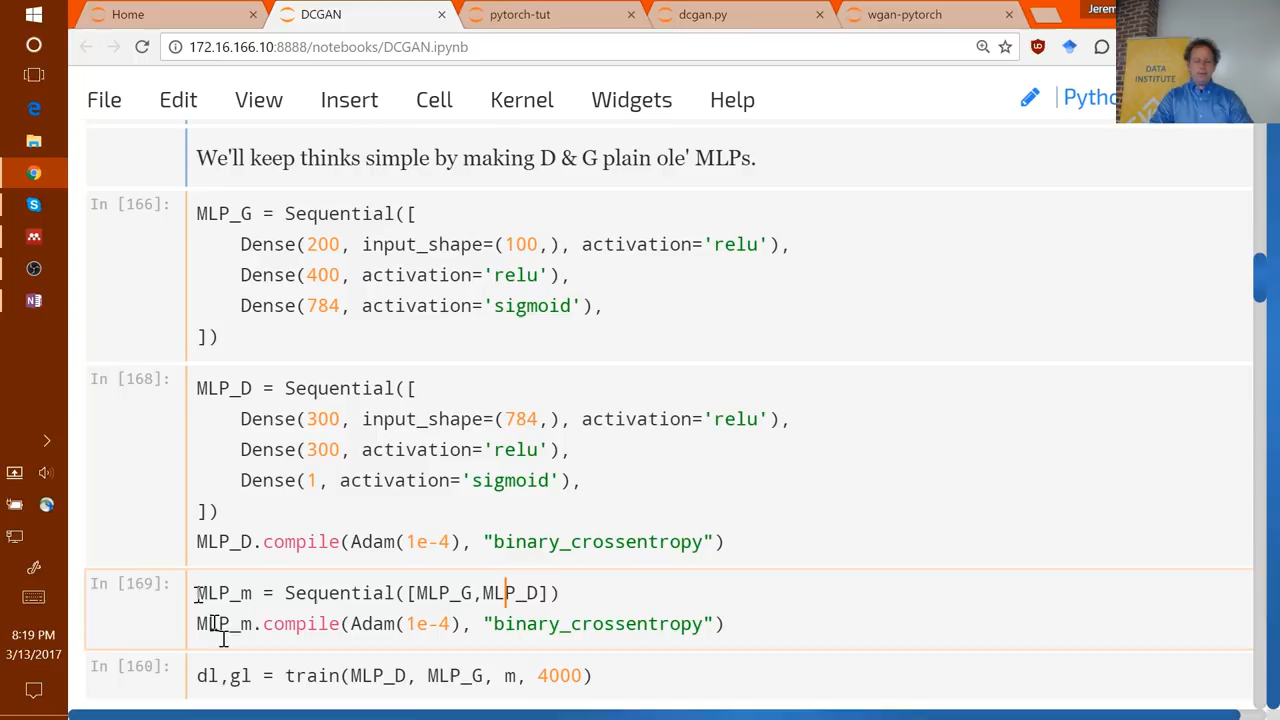 Home
DCGAN
pytorch-tut
dcgan.py
wgan-pytorch
Jerem
172.16.166.10:8888/notebooks/DCGAN.ipynb
DATA
INSTITUTE
File Edit View Insert Cell Kernel Widgets Help
Pytho
We'll keep thinks simple by making D & G plain ole' MLPs.
In [166]:
MLP_G = Sequential([
Dense(200, input_shape=(100,), activation='relu'),
Dense(400, activation='relu'),
Dense(784, activation='sigmoid'),
])
In [168]:
MLP_D = Sequential([
Dense(300, input_shape=(784,), activation='relu'),
Dense(300, activation='relu'),
Dense(1, activation='sigmoid'),
])
MLP_D.compile(Adam(1e-4), "binary_crossentropy")
In [169]:
MLP_m = Sequential([MLP_G,MLP_D])
MLP_m.compile(Adam(1e-4), "binary_crossentropy")
In [160]:
dl,gl = train(MLP_D, MLP_G, m, 4000)
8:19 PM
3/13/2017